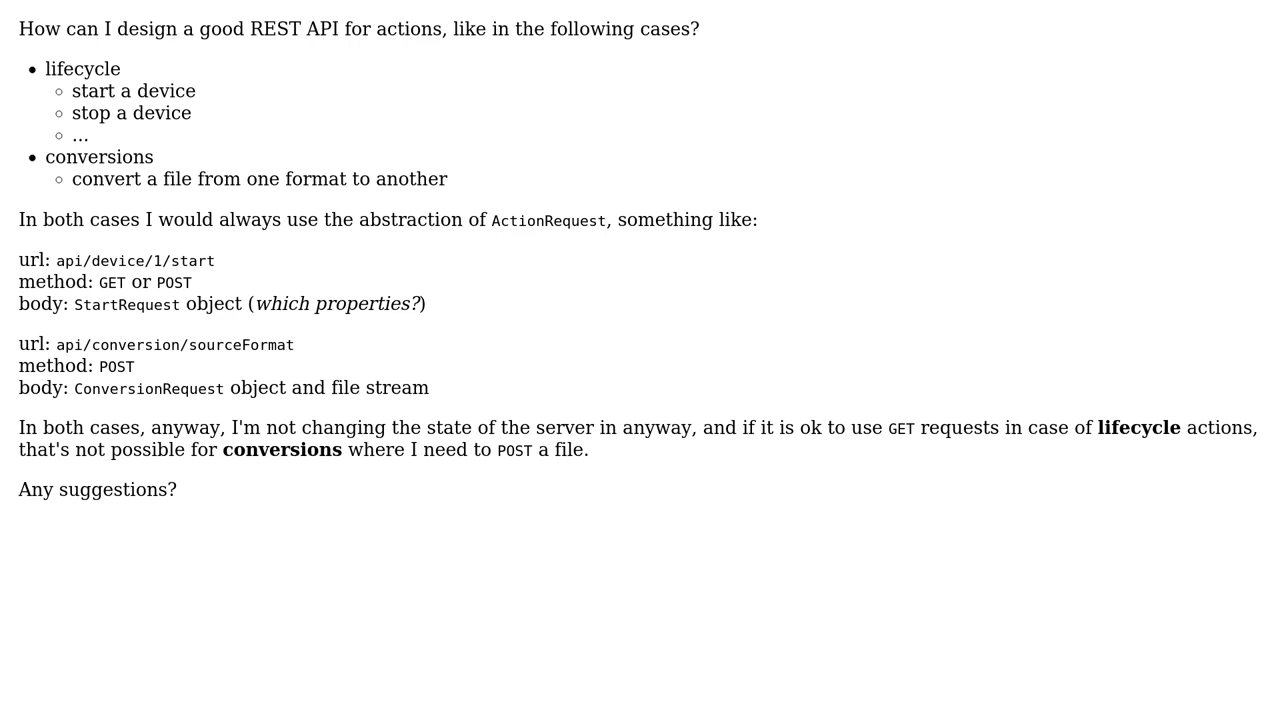 How can I design a good REST API for actions, like in the following cases?
lifecycle
start a device
stop a device
...
conversions
convert a file from one format to another
In both cases I would always use the abstraction of ActionRequest, something like:
url: api/device/1/start
method: GET or POST
body: StartRequest object (which properties?)
url: api/conversion/sourceFormat
method: POST
body: ConversionRequest object and file stream
In both cases, anyway, I'm not changing the state of the server in anyway, and if it is ok to use GET requests in case of lifecycle actions,
that's not possible for conversions where I need to POST a file.
Any suggestions?